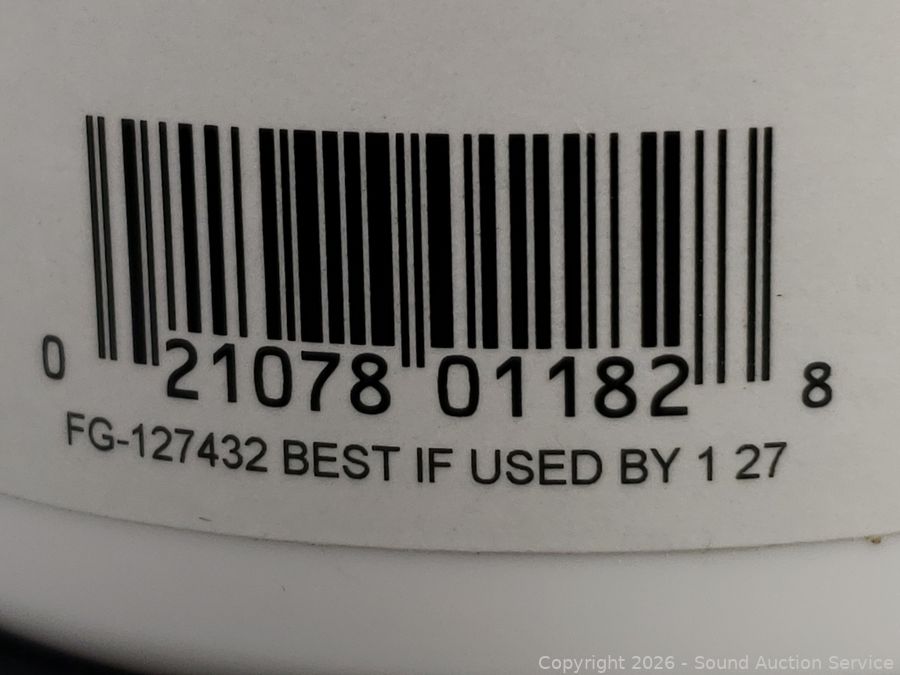 0 21078 01182 8
FG-127432 BEST IF USED BY 1 27
Copyright 2026 - Sound Auction Service